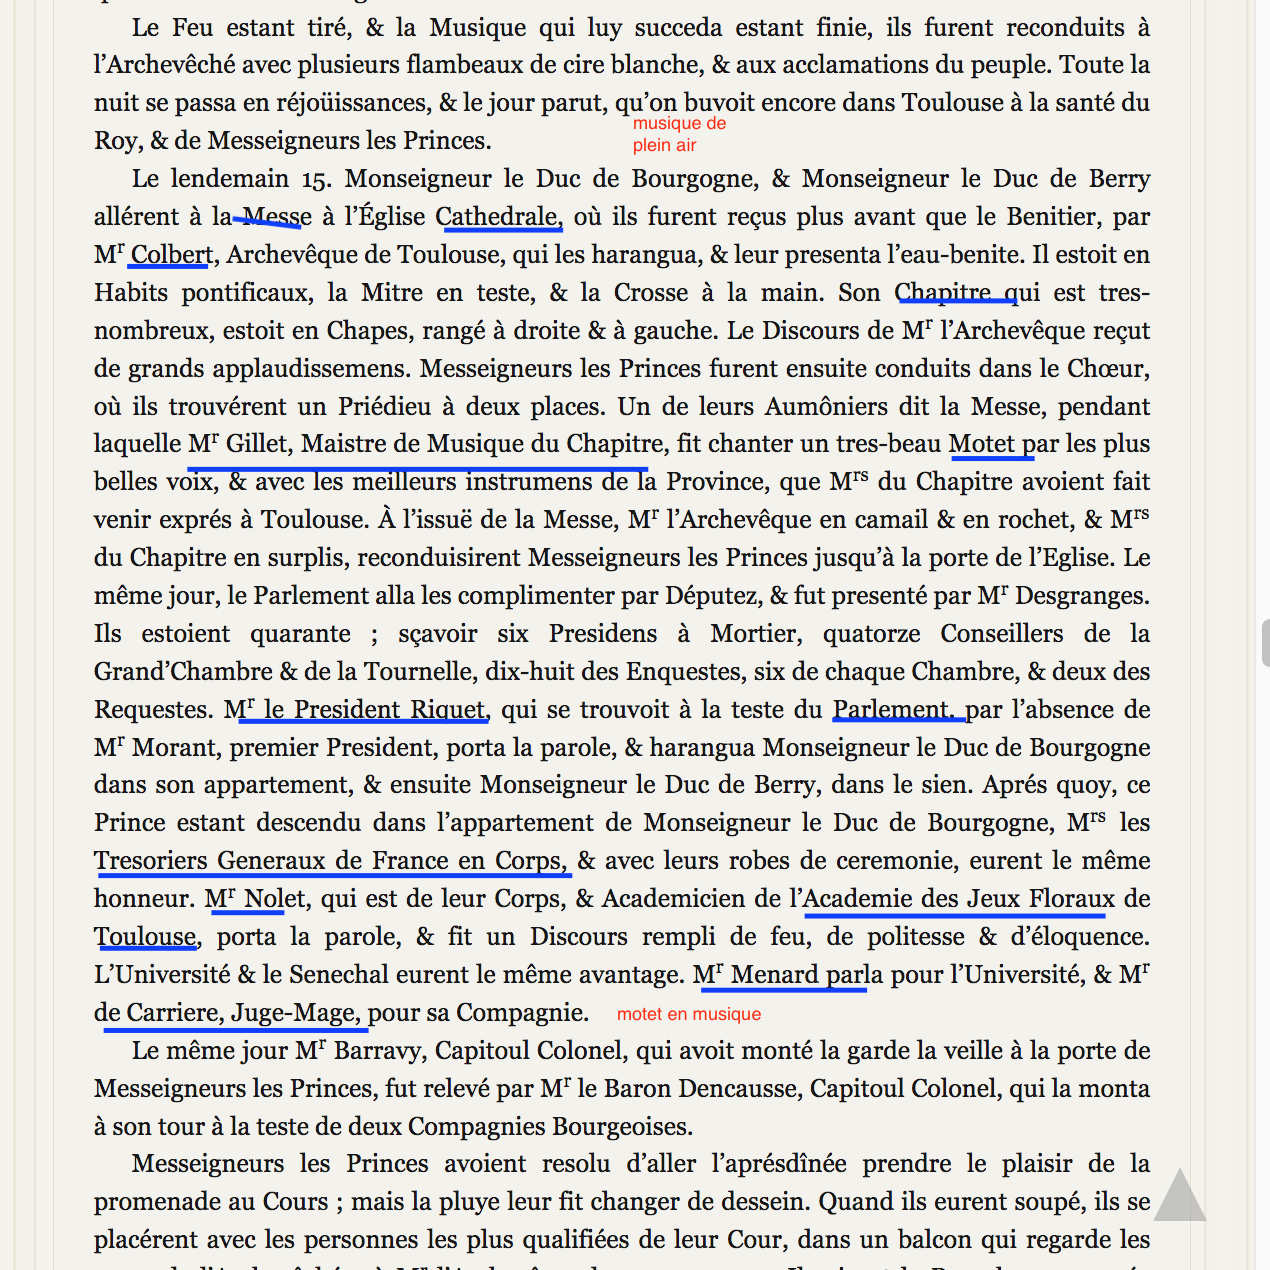 Le Feu estant tiré, & la Musique qui luy succeda estant finie, ils furent reconduits à
l’Archevêché avec plusieurs flambeaux de cire blanche, & aux acclamations du peuple. Toute la
nuit se passa en réjoüissances, & le jour parut, qu’on buvoit encore dans Toulouse à la santé du
Roy, & de Messeigneurs les Princes.
musique de
plein air
Le lendemain 15. Monseigneur le Duc de Bourgogne, & Monseigneur le Duc de Berry
allérent à la Messe à l’Église Cathedrale, où ils furent reçus plus avant que le Benitier, par
Mr Colbert, Archevêque de Toulouse, qui les harangua, & leur presenta l’eau-benite. Il estoit en
Habits pontificaux, la Mitre en teste, & la Crosse à la main. Son Chapitre qui est tres-
nombreux, estoit en Chapes, rangé à droite & à gauche. Le Discours de Mr l’Archevêque reçut
de grands applaudissemens. Messeigneurs les Princes furent ensuite conduits dans le Chœur,
où ils trouvérent un Priédieu à deux places. Un de leurs Aumôniers dit la Messe, pendant
laquelle Mr Gillet, Maistre de Musique du Chapitre, fit chanter un tres-beau Motet par les plus
belles voix, & avec les meilleurs instrumens de la Province, que Mrs du Chapitre avoient fait
venir exprés à Toulouse. À l’issuë de la Messe, Mr l’Archevêque en camail & en rochet, & Mrs
du Chapitre en surplis, reconduisirent Messeigneurs les Princes jusqu’à la porte de l’Eglise. Le
même jour, le Parlement alla les complimenter par Députez, & fut presenté par Mr Desgranges.
Ils estoient quarante ; sçavoir six Presidens à Mortier, quatorze Conseillers de la
Grand’Chambre & de la Tournelle, dix-huit des Enquestes, six de chaque Chambre, & deux des
Requestes. Mr le President Riquet, qui se trouvoit à la teste du Parlement, par l’absence de
Mr Morant, premier President, porta la parole, & harangua Monseigneur le Duc de Bourgogne
dans son appartement, & ensuite Monseigneur le Duc de Berry, dans le sien. Aprés quoy, ce
Prince estant descendu dans l’appartement de Monseigneur le Duc de Bourgogne, Mrs les
Tresoriers Generaux de France en Corps, & avec leurs robes de ceremonie, eurent le même
honneur. Mr Nolet, qui est de leur Corps, & Academicien de l’Academie des Jeux Floraux de
Toulouse, porta la parole, & fit un Discours rempli de feu, de politesse & d’éloquence.
L’Université & le Senechal eurent le même avantage. Mr Menard parla pour l’Université, & Mr
de Carriere, Juge-Mage, pour sa Compagnie.
motet en musique
Le même jour Mr Barravy, Capitoul Colonel, qui avoit monté la garde la veille à la porte de
Messeigneurs les Princes, fut relevé par Mr le Baron Dencausse, Capitoul Colonel, qui la monta
à son tour à la teste de deux Compagnies Bourgeoises.
Messeigneurs les Princes avoient resolu d’aller l’aprésdînée prendre le plaisir de la
promenade au Cours ; mais la pluye leur fit changer de dessein. Quand ils eurent soupé, ils se
placérent avec les personnes les plus qualifiées de leur Cour, dans un balcon qui regarde les